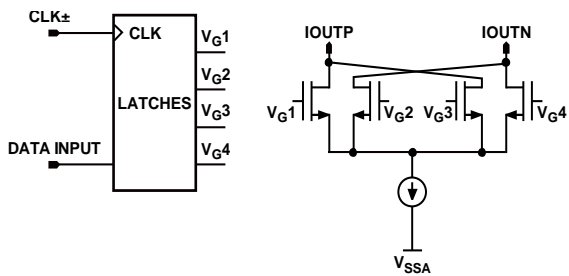 CLK±
CLK
VG1
VG2
LATCHES
VG3
VG4
DATA INPUT
IOUTP
IOUTN
VG1
VG2
VG3
VG4
VSSA